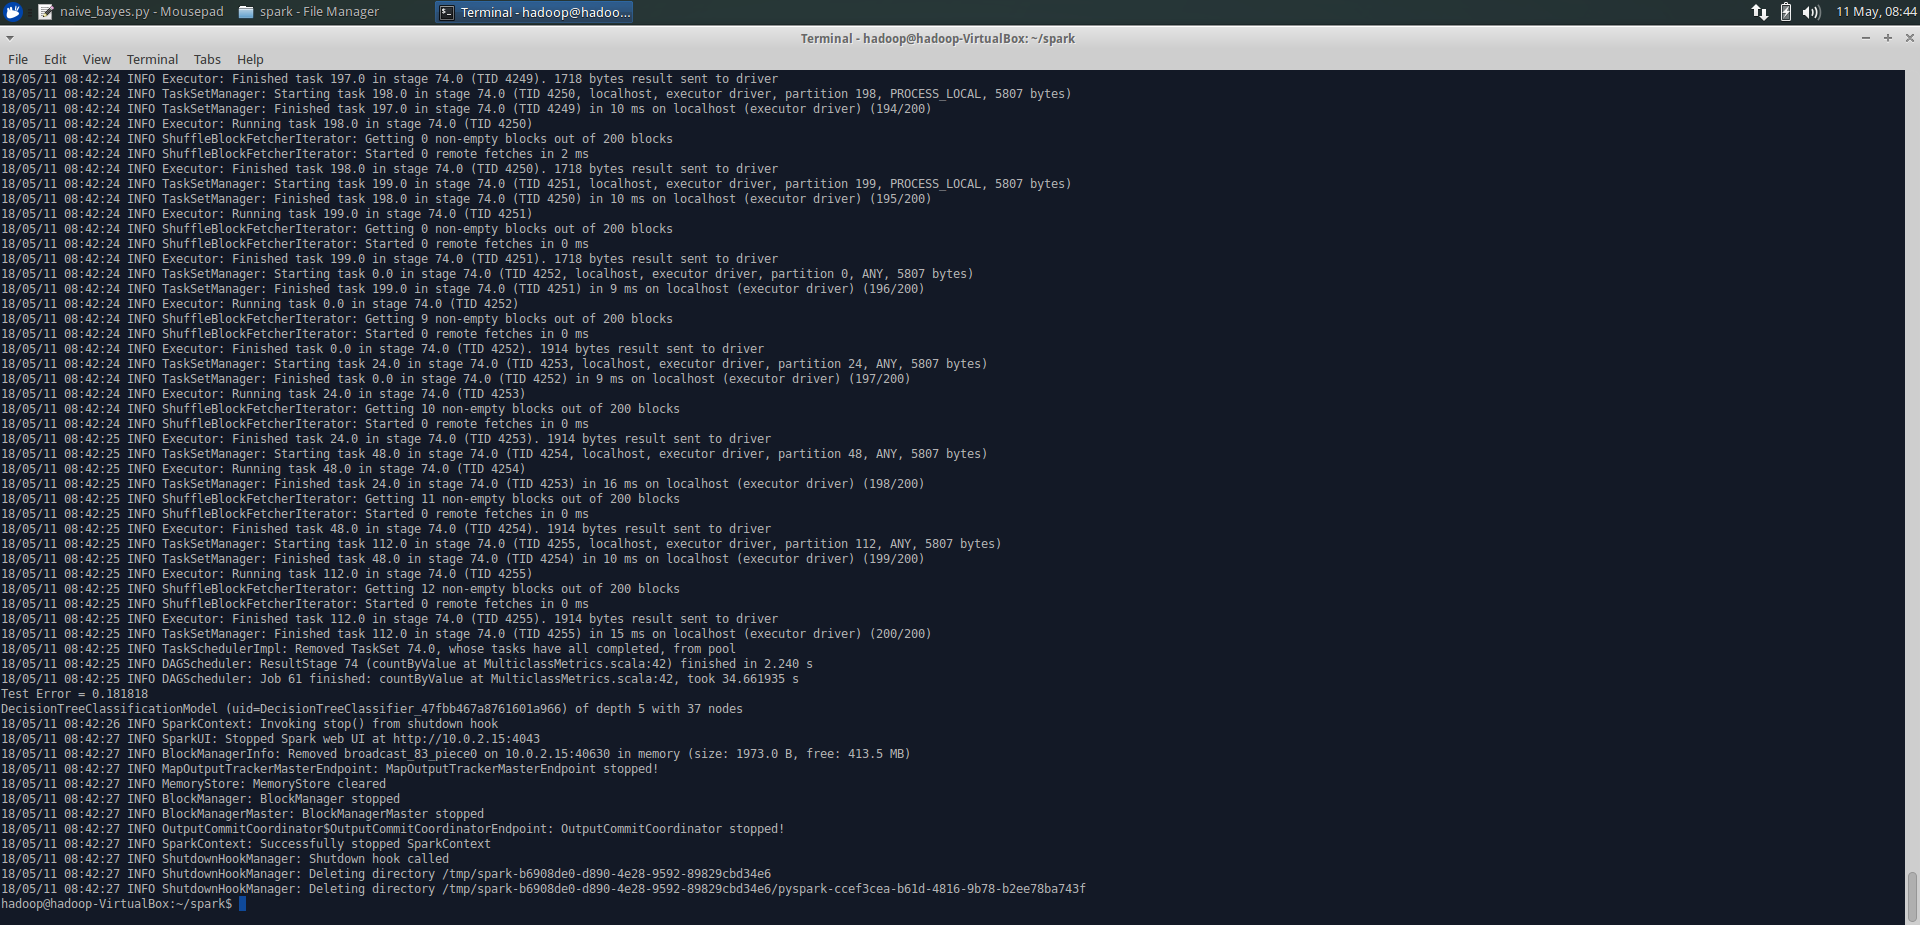 naive_bayes.py - Mousepad spark - File Manager Terminal - hadoop@hadoo... 11 May, 08:44
Terminal - hadoop@hadoop-VirtualBox: ~/spark
File Edit View Terminal Tabs Help
18/05/11 08:42:24 INFO Executor: Finished task 197.0 in stage 74.0 (TID 4249). 1718 bytes result sent to driver
18/05/11 08:42:24 INFO TaskSetManager: Starting task 198.0 in stage 74.0 (TID 4250, localhost, executor driver, partition 198, PROCESS_LOCAL, 5807 bytes)
18/05/11 08:42:24 INFO TaskSetManager: Finished task 197.0 in stage 74.0 (TID 4249) in 10 ms on localhost (executor driver) (194/200)
18/05/11 08:42:24 INFO Executor: Running task 198.0 in stage 74.0 (TID 4250)
18/05/11 08:42:24 INFO ShuffleBlockFetcherIterator: Getting 0 non-empty blocks out of 200 blocks
18/05/11 08:42:24 INFO ShuffleBlockFetcherIterator: Started 0 remote fetches in 2 ms
18/05/11 08:42:24 INFO Executor: Finished task 198.0 in stage 74.0 (TID 4250). 1718 bytes result sent to driver
18/05/11 08:42:24 INFO TaskSetManager: Starting task 199.0 in stage 74.0 (TID 4251, localhost, executor driver, partition 199, PROCESS_LOCAL, 5807 bytes)
18/05/11 08:42:24 INFO TaskSetManager: Finished task 198.0 in stage 74.0 (TID 4250) in 10 ms on localhost (executor driver) (195/200)
18/05/11 08:42:24 INFO Executor: Running task 199.0 in stage 74.0 (TID 4251)
18/05/11 08:42:24 INFO ShuffleBlockFetcherIterator: Getting 0 non-empty blocks out of 200 blocks
18/05/11 08:42:24 INFO ShuffleBlockFetcherIterator: Started 0 remote fetches in 0 ms
18/05/11 08:42:24 INFO Executor: Finished task 199.0 in stage 74.0 (TID 4251). 1718 bytes result sent to driver
18/05/11 08:42:24 INFO TaskSetManager: Starting task 0.0 in stage 74.0 (TID 4252, localhost, executor driver, partition 0, ANY, 5807 bytes)
18/05/11 08:42:24 INFO TaskSetManager: Finished task 199.0 in stage 74.0 (TID 4251) in 9 ms on localhost (executor driver) (196/200)
18/05/11 08:42:24 INFO Executor: Running task 0.0 in stage 74.0 (TID 4252)
18/05/11 08:42:24 INFO ShuffleBlockFetcherIterator: Getting 9 non-empty blocks out of 200 blocks
18/05/11 08:42:24 INFO ShuffleBlockFetcherIterator: Started 0 remote fetches in 0 ms
18/05/11 08:42:24 INFO Executor: Finished task 0.0 in stage 74.0 (TID 4252). 1914 bytes result sent to driver
18/05/11 08:42:24 INFO TaskSetManager: Starting task 24.0 in stage 74.0 (TID 4253, localhost, executor driver, partition 24, ANY, 5807 bytes)
18/05/11 08:42:24 INFO TaskSetManager: Finished task 0.0 in stage 74.0 (TID 4252) in 9 ms on localhost (executor driver) (197/200)
18/05/11 08:42:24 INFO Executor: Running task 24.0 in stage 74.0 (TID 4253)
18/05/11 08:42:24 INFO ShuffleBlockFetcherIterator: Getting 10 non-empty blocks out of 200 blocks
18/05/11 08:42:24 INFO ShuffleBlockFetcherIterator: Started 0 remote fetches in 0 ms
18/05/11 08:42:25 INFO Executor: Finished task 24.0 in stage 74.0 (TID 4253). 1914 bytes result sent to driver
18/05/11 08:42:25 INFO TaskSetManager: Starting task 48.0 in stage 74.0 (TID 4254, localhost, executor driver, partition 48, ANY, 5807 bytes)
18/05/11 08:42:25 INFO Executor: Running task 48.0 in stage 74.0 (TID 4254)
18/05/11 08:42:25 INFO TaskSetManager: Finished task 24.0 in stage 74.0 (TID 4253) in 16 ms on localhost (executor driver) (198/200)
18/05/11 08:42:25 INFO ShuffleBlockFetcherIterator: Getting 11 non-empty blocks out of 200 blocks
18/05/11 08:42:25 INFO ShuffleBlockFetcherIterator: Started 0 remote fetches in 0 ms
18/05/11 08:42:25 INFO Executor: Finished task 48.0 in stage 74.0 (TID 4254). 1914 bytes result sent to driver
18/05/11 08:42:25 INFO TaskSetManager: Starting task 112.0 in stage 74.0 (TID 4255, localhost, executor driver, partition 112, ANY, 5807 bytes)
18/05/11 08:42:25 INFO TaskSetManager: Finished task 48.0 in stage 74.0 (TID 4254) in 10 ms on localhost (executor driver) (199/200)
18/05/11 08:42:25 INFO Executor: Running task 112.0 in stage 74.0 (TID 4255)
18/05/11 08:42:25 INFO ShuffleBlockFetcherIterator: Getting 12 non-empty blocks out of 200 blocks
18/05/11 08:42:25 INFO ShuffleBlockFetcherIterator: Started 0 remote fetches in 0 ms
18/05/11 08:42:25 INFO Executor: Finished task 112.0 in stage 74.0 (TID 4255). 1914 bytes result sent to driver
18/05/11 08:42:25 INFO TaskSetManager: Finished task 112.0 in stage 74.0 (TID 4255) in 15 ms on localhost (executor driver) (200/200)
18/05/11 08:42:25 INFO TaskSchedulerImpl: Removed TaskSet 74.0, whose tasks have all completed, from pool
18/05/11 08:42:25 INFO DAGScheduler: ResultStage 74 (countByValue at MulticlassMetrics.scala:42) finished in 2.240 s
18/05/11 08:42:25 INFO DAGScheduler: Job 61 finished: countByValue at MulticlassMetrics.scala:42, took 34.661935 s
Test Error = 0.181818
DecisionTreeClassificationModel (uid=DecisionTreeClassifier_47fbb467a8761601a966) of depth 5 with 37 nodes
18/05/11 08:42:26 INFO SparkContext: Invoking stop() from shutdown hook
18/05/11 08:42:27 INFO SparkUI: Stopped Spark web UI at http://10.0.2.15:4043
18/05/11 08:42:27 INFO BlockManagerInfo: Removed broadcast_83_piece0 on 10.0.2.15:40630 in memory (size: 1973.0 B, free: 413.5 MB)
18/05/11 08:42:27 INFO MapOutputTrackerMasterEndpoint: MapOutputTrackerMasterEndpoint stopped!
18/05/11 08:42:27 INFO MemoryStore: MemoryStore cleared
18/05/11 08:42:27 INFO BlockManager: BlockManager stopped
18/05/11 08:42:27 INFO BlockManagerMaster: BlockManagerMaster stopped
18/05/11 08:42:27 INFO OutputCommitCoordinator$OutputCommitCoordinatorEndpoint: OutputCommitCoordinator stopped!
18/05/11 08:42:27 INFO SparkContext: Successfully stopped SparkContext
18/05/11 08:42:27 INFO ShutdownHookManager: Shutdown hook called
18/05/11 08:42:27 INFO ShutdownHookManager: Deleting directory /tmp/spark-b6908de0-d890-4e28-9592-89829cbd34e6
18/05/11 08:42:27 INFO ShutdownHookManager: Deleting directory /tmp/spark-b6908de0-d890-4e28-9592-89829cbd34e6/pyspark-ccef3cea-b61d-4816-9b78-b2ee78ba743f
hadoop@hadoop-VirtualBox:~/spark$